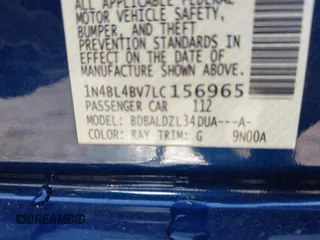 ALL APPLICABLE FEDERAL
MOTOR VEHICLE SAFETY,
BUMPER, AND THEFT
PREVENTION STANDARDS
IN EFFECT ON THE DATE OF
MANUFACTURE SHOWN ABOVE.
1N4BL4BV7LC156965
PASSENGER CAR 112
MODEL: BDBALDZL34DUA---A-
COLOR: RAY TRIM: G 9N00A
DREAMBID